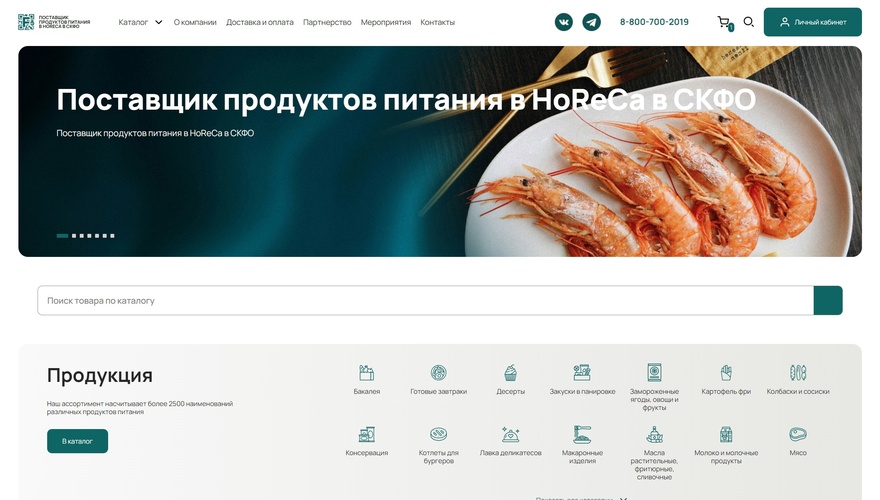 ПОСТАВЩИК
ПРОДУКТОВ ПИТАНИЯ
В HORECA В СКФО
Каталог О компании Доставка и оплата Партнерство Мероприятия Контакты 8-800-700-2019 1 Личный кабинет
Поставщик продуктов питания в HoReCa в СКФО
Поставщик продуктов питания в HoReCa в СКФО
Поиск товара по каталогу
Продукция
Наш ассортимент насчитывает более 2500 наименований
различных продуктов питания
В каталог
Бакалея Готовые завтраки Десерты Закуски в панировке Замороженные Картофель фри Колбаски и сосиски
ягоды, овощи и
фрукты
Консервация Котлеты для Лавка деликатесов Макаронные Масла Молоко и молочные Мясо
бургеров изделия растительные, продукты
фритюрные,
сливочные